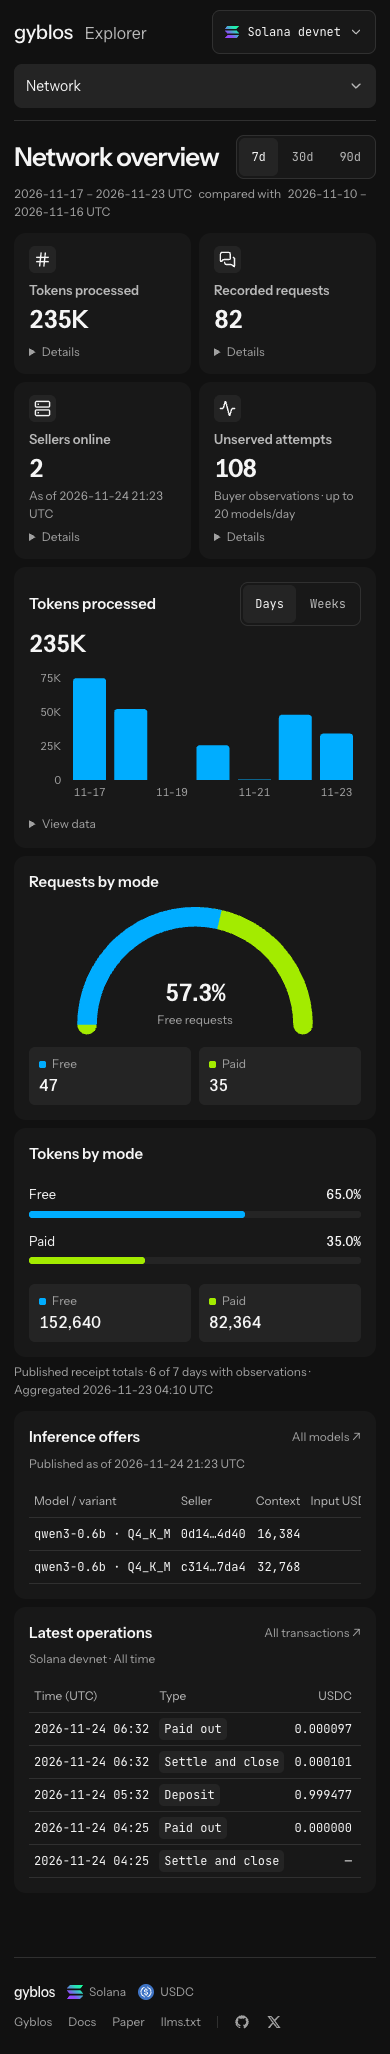 gyblos Explorer
Solana devnet
Network
Network overview
7d 30d 90d
2026-11-17 – 2026-11-23 UTC compared with 2026-11-10 –
2026-11-16 UTC
Tokens processed
235K
Details
Recorded requests
82
Details
Sellers online
2
As of 2026-11-24 21:23
UTC
Details
Unserved attempts
108
Buyer observations · up to
20 models/day
Details
Tokens processed
Days Weeks
235K
75K
50K
25K
0
11-17 11-19 11-21 11-23
View data
Requests by mode
57.3%
Free requests
Free
47
Paid
35
Tokens by mode
Free 65.0%
Paid 35.0%
Free
152,640
Paid
82,364
Published receipt totals · 6 of 7 days with observations ·
Aggregated 2026-11-23 04:10 UTC
Inference offers
All models ↗
Published as of 2026-11-24 21:23 UTC
Model / variant Seller Context Input USD
qwen3-0.6b · Q4_K_M 0d14…4d40 16,384
qwen3-0.6b · Q4_K_M c314…7da4 32,768
Latest operations
All transactions ↗
Solana devnet · All time
Time (UTC) Type USDC
2026-11-24 06:32 Paid out 0.000097
2026-11-24 06:32 Settle and close 0.000101
2026-11-24 05:32 Deposit 0.999477
2026-11-24 04:25 Paid out 0.000000
2026-11-24 04:25 Settle and close —
gyblos Solana USDC
Gyblos Docs Paper llms.txt